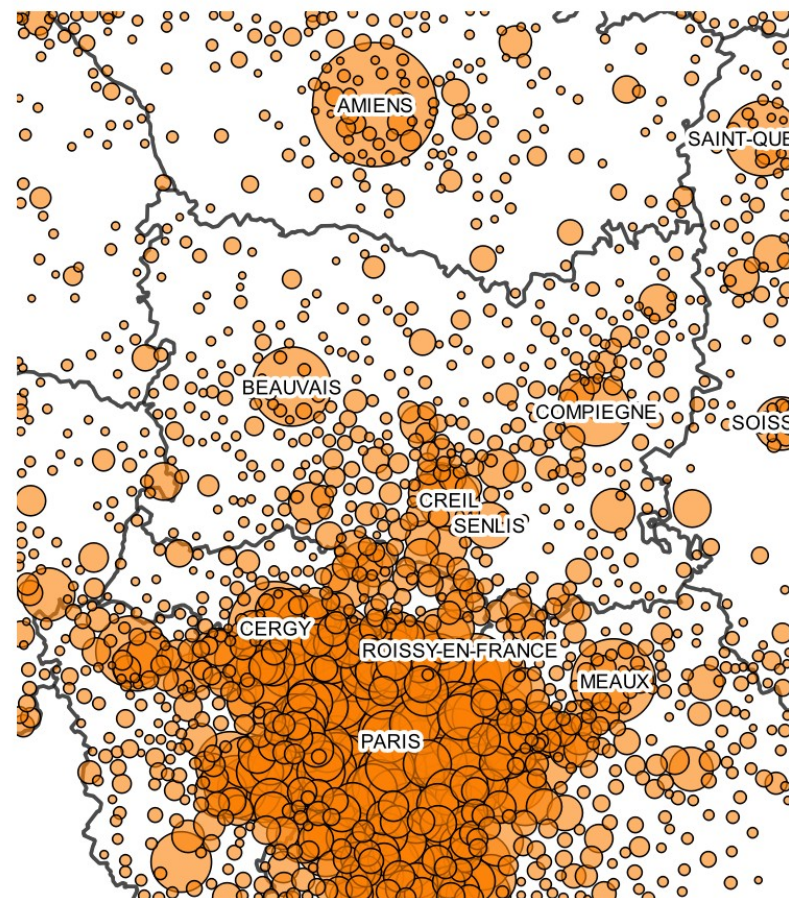 AMIENS
SAINT-QUE
BEAUVAIS
COMPIEGNE
SOISS
CREIL
SENLIS
CERGY
ROISSY-EN-FRANCE
MEAUX
PARIS